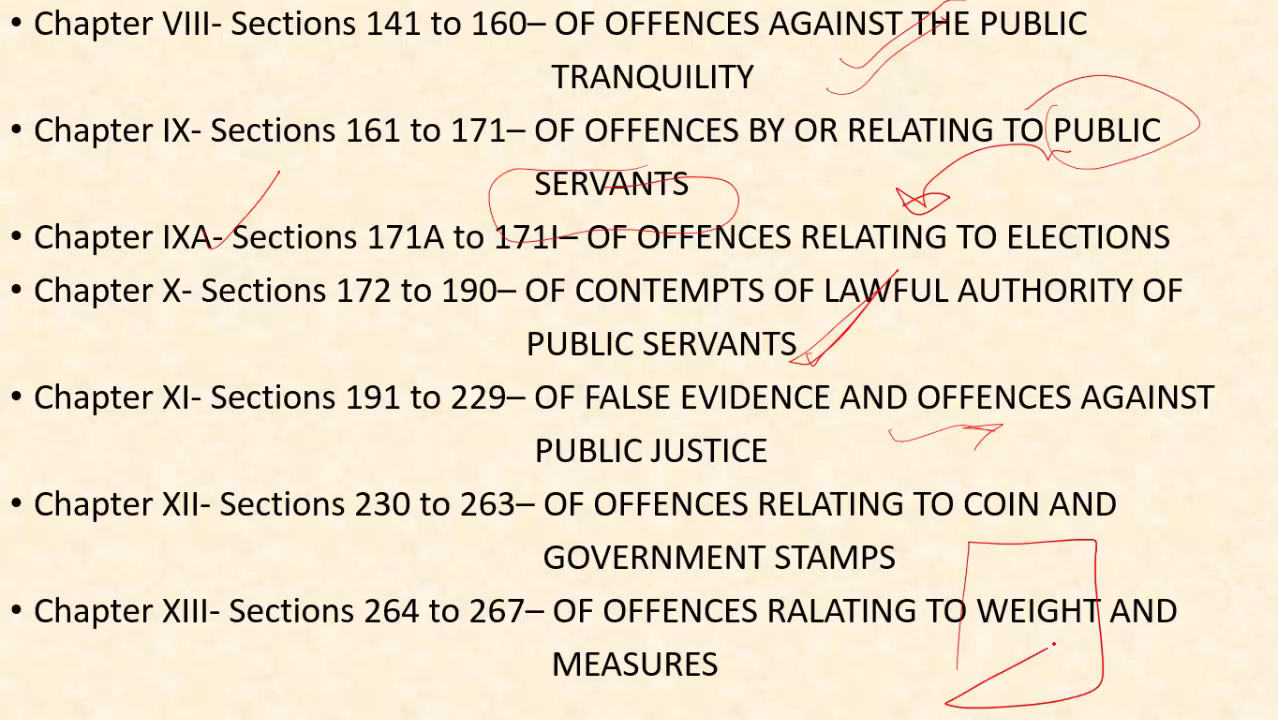 • Chapter VIII- Sections 141 to 160– OF OFFENCES AGAINST THE PUBLIC
TRANQUILITY
• Chapter IX- Sections 161 to 171– OF OFFENCES BY OR RELATING TO PUBLIC
SERVANTS
• Chapter IXA- Sections 171A to 171I– OF OFFENCES RELATING TO ELECTIONS
• Chapter X- Sections 172 to 190– OF CONTEMPTS OF LAWFUL AUTHORITY OF
PUBLIC SERVANTS
• Chapter XI- Sections 191 to 229– OF FALSE EVIDENCE AND OFFENCES AGAINST
PUBLIC JUSTICE
• Chapter XII- Sections 230 to 263– OF OFFENCES RELATING TO COIN AND
GOVERNMENT STAMPS
• Chapter XIII- Sections 264 to 267– OF OFFENCES RALATING TO WEIGHT AND
MEASURES